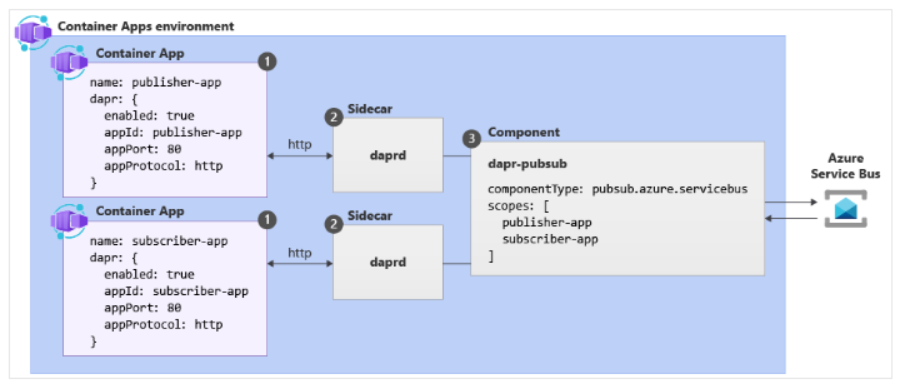 Container Apps environment
Container App
1
name: publisher-app
dapr: {
enabled: true
appId: publisher-app
appPort: 80
appProtocol: http
}
http
2
Sidecar
daprd
3
Component
dapr-pubsub
componentType: pubsub.azure.servicebus
scopes: [
publisher-app
subscriber-app
]
Azure
Service Bus
Container App
1
name: subscriber-app
dapr: {
enabled: true
appId: subscriber-app
appPort: 80
appProtocol: http
}
http
2
Sidecar
daprd